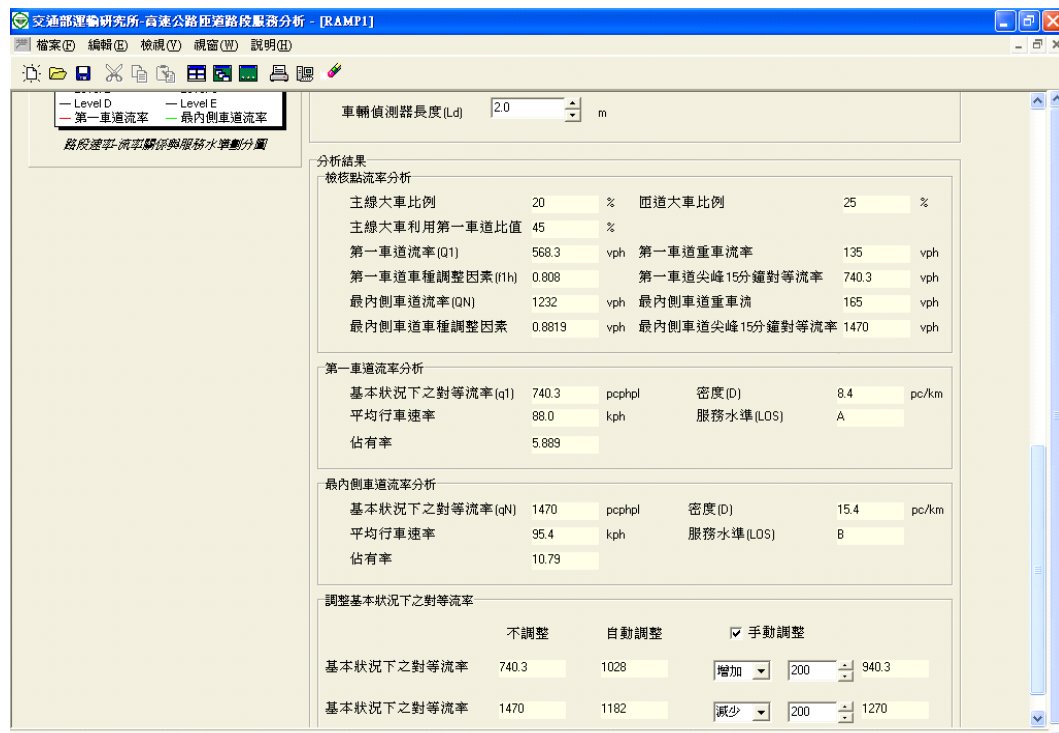 交通部運輸研究所-高速公路匝道路段服務分析 - [RAMP1]
檔案(F) 編輯(E) 檢視(V) 視窗(W) 說明(H)
Level D Level E
第一車道流率 最內側車道流率
路段速率-流率關係與服務水準劃分圖
車輛偵測器長度(Ld) 2.0 m
分析結果
檢核點流率分析
主線大車比例 20 % 匝道大車比例 25 %
主線大車利用第一車道比值 45 %
第一車道流率(Q1) 568.3 vph 第一車道重車流率 135 vph
第一車道車種調整因素(f1h) 0.808 第一車道尖峰15分鐘對等流率 740.3 vph
最內側車道流率(QN) 1232 vph 最內側車道重車流 165 vph
最內側車道車種調整因素 0.8819 vph 最內側車道尖峰15分鐘對等流率 1470 vph
第一車道流率分析
基本狀況下之對等流率(q1) 740.3 pcphpl 密度(D) 8.4 pc/km
平均行車速率 88.0 kph 服務水準(LOS) A
佔有率 5.889
最內側車道流率分析
基本狀況下之對等流率(qN) 1470 pcphpl 密度(D) 15.4 pc/km
平均行車速率 95.4 kph 服務水準(LOS) B
佔有率 10.79
調整基本狀況下之對等流率
不調整 自動調整 手動調整
基本狀況下之對等流率 740.3 1028 增加 200 940.3
基本狀況下之對等流率 1470 1182 減少 200 1270